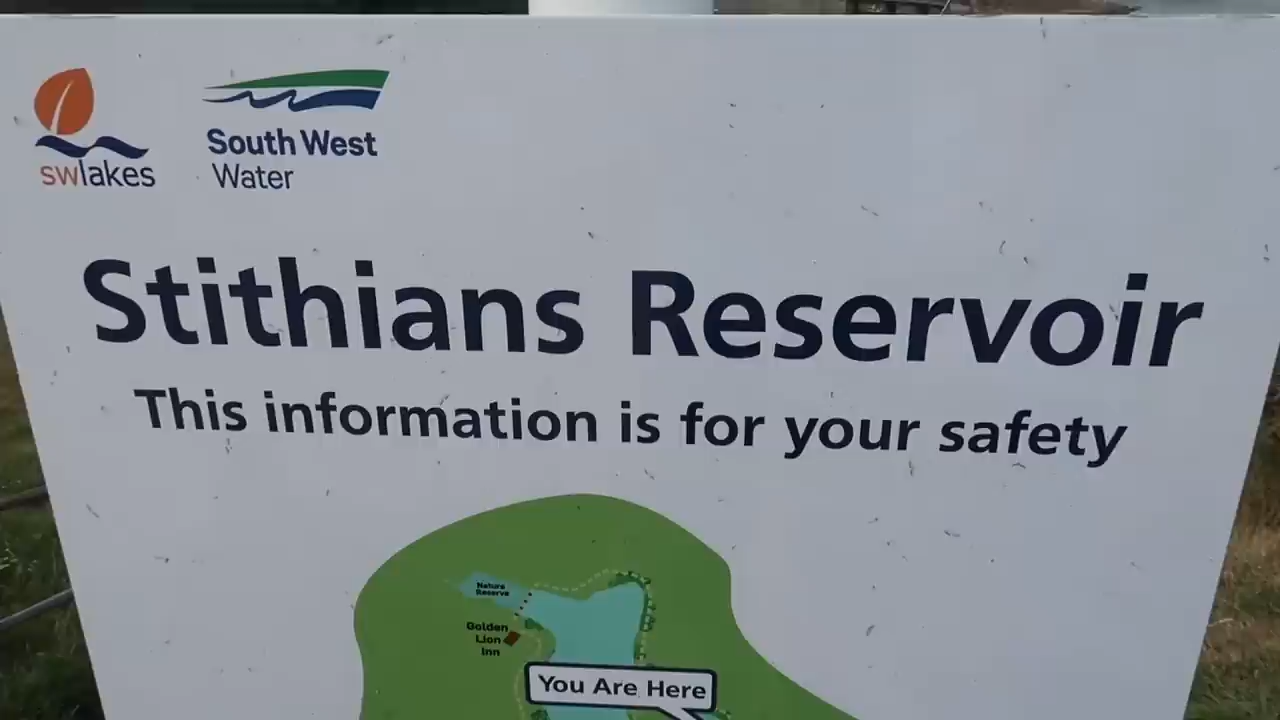 swlakes
South West
Water
Stithians Reservoir
This information is for your safety
Nature
Reserve
Golden
Lion
Inn
You Are Here